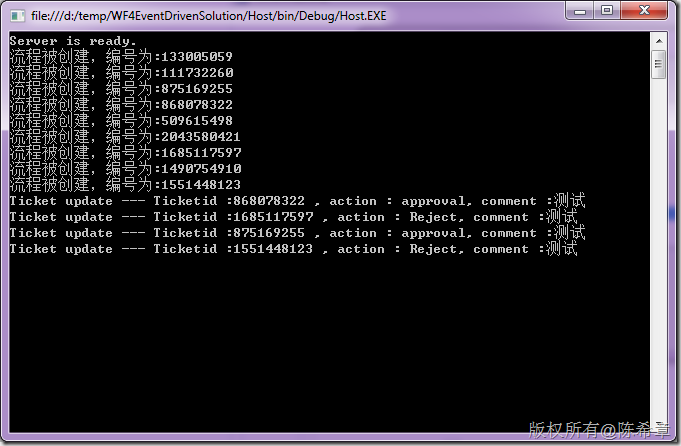 file:///d:/temp/WF4EventDrivenSolution/Host/bin/Debug/Host.EXE
Server is ready.
流程被创建，编号为:133005059
流程被创建，编号为:111732260
流程被创建，编号为:875169255
流程被创建，编号为:868078322
流程被创建，编号为:509615498
流程被创建，编号为:2043580421
流程被创建，编号为:1685117597
流程被创建，编号为:1490754910
流程被创建，编号为:1551448123
Ticket update --- Ticketid :868078322 , action : approval, comment :测试
Ticket update --- Ticketid :1685117597 , action : Reject, comment :测试
Ticket update --- Ticketid :875169255 , action : approval, comment :测试
Ticket update --- Ticketid :1551448123 , action : Reject, comment :测试
版权所有@陈希章